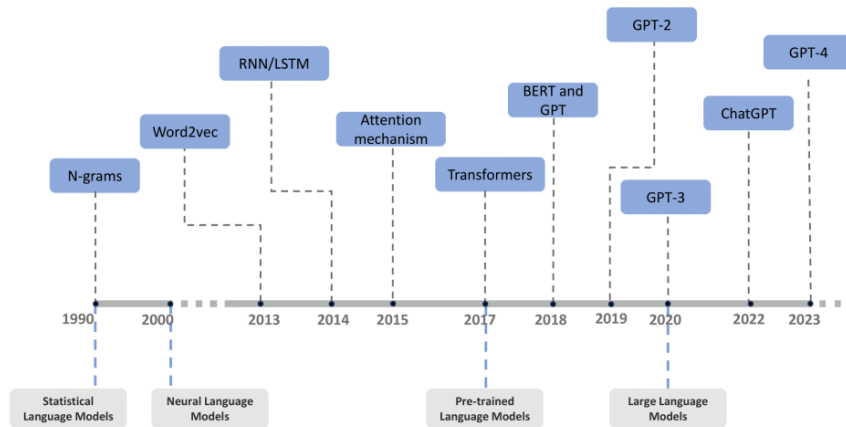 GPT-2
RNN/LSTM
GPT-4
BERT and
GPT
ChatGPT
Word2vec
Attention
mechanism
N-grams
Transformers
GPT-3
1990
2000
2013
2014
2015
2017
2018
2019
2020
2022
2023
Statistical
Language Models
Neural Language
Models
Pre-trained
Language Models
Large Language
Models